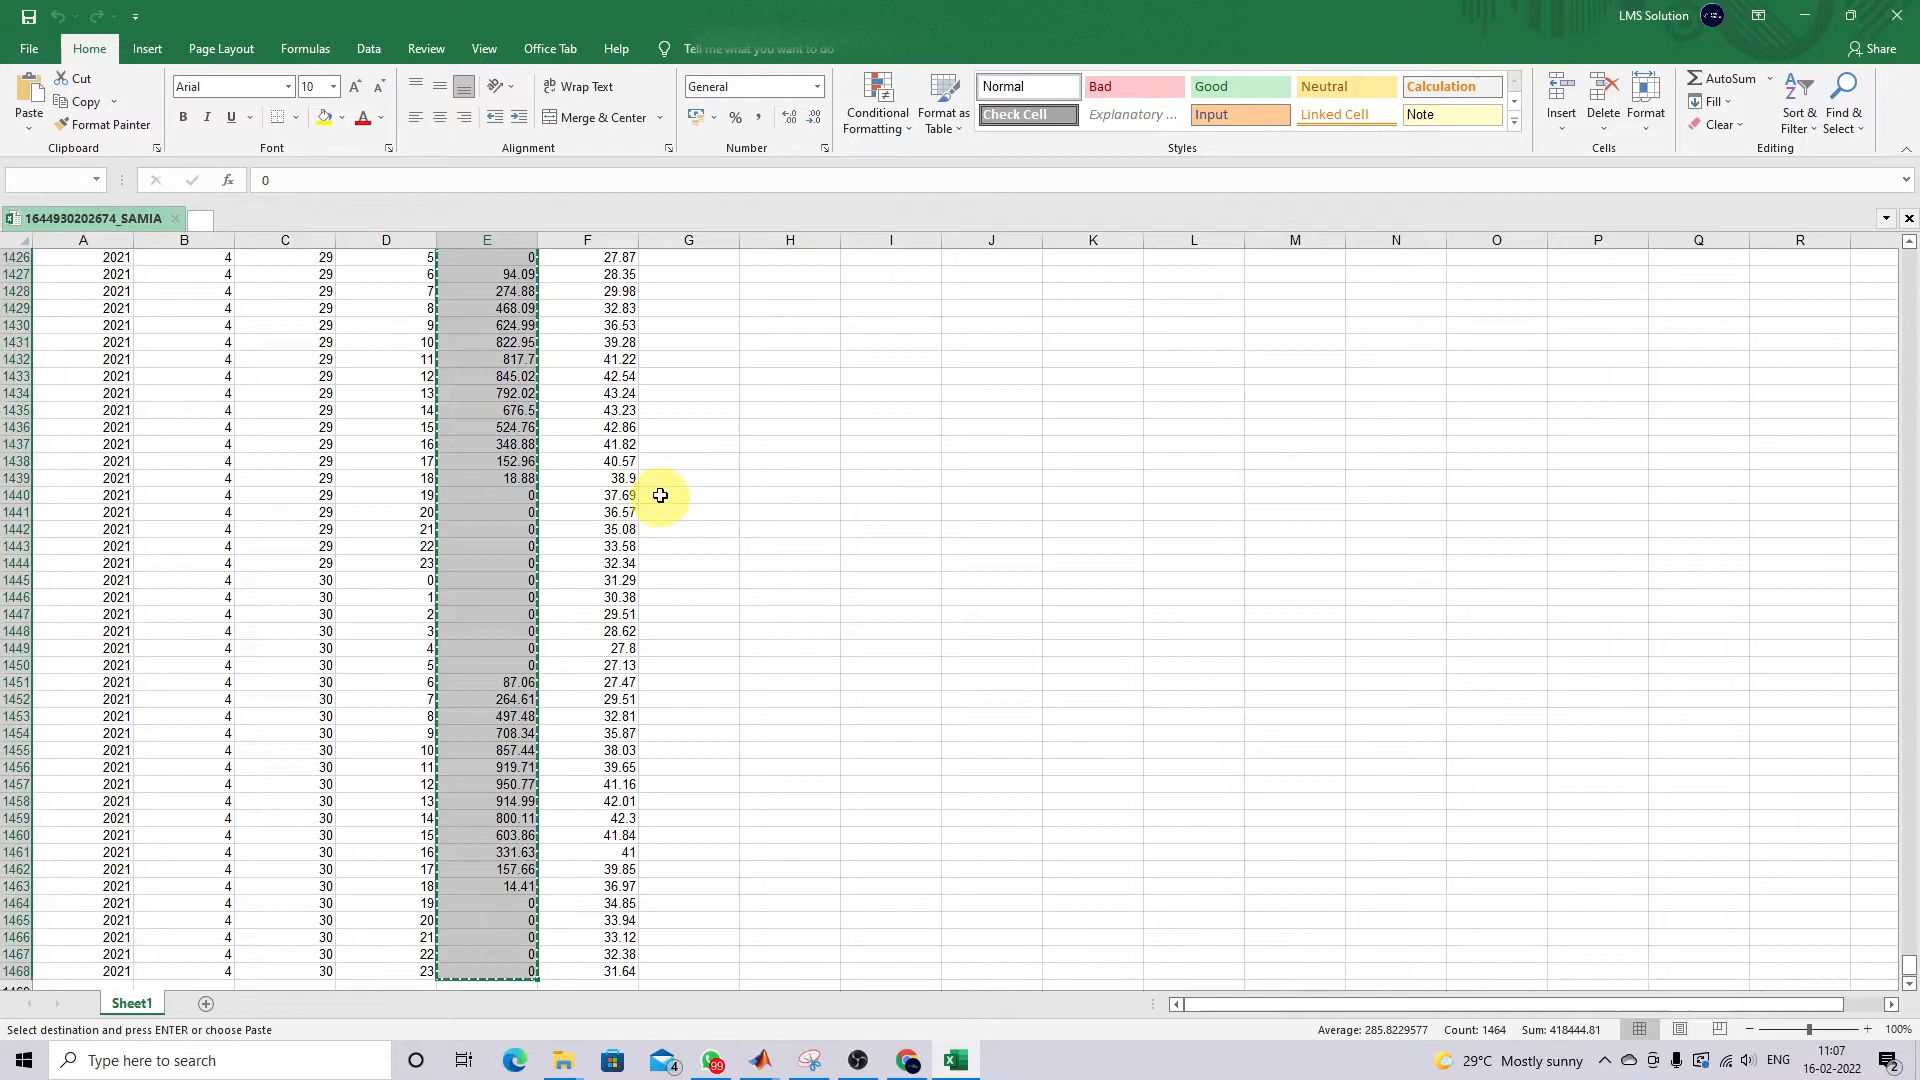 LMS Solution
File Home Insert Page Layout Formulas Data Review View Office Tab Help Tell me what you want to do Share
Paste Cut Copy Format Painter
Arial 10 Wrap Text General Normal Bad Good Neutral Calculation
B I U Merge & Center % Check Cell Explanatory ... Input Linked Cell Note
Conditional Formatting Format as Table Insert Delete Format AutoSum Fill Clear Sort & Filter Find & Select
Clipboard Font Alignment Number Styles Cells Editing
fx 0
1644930202674_SAMIA
A B C D E F G H I J K L M N O P Q R
1426 2021 4 29 5 0 27.87
1427 2021 4 29 6 94.09 28.35
1428 2021 4 29 7 274.88 29.98
1429 2021 4 29 8 468.09 32.83
1430 2021 4 29 9 624.99 36.53
1431 2021 4 29 10 822.95 39.28
1432 2021 4 29 11 817.7 41.22
1433 2021 4 29 12 845.02 42.54
1434 2021 4 29 13 792.02 43.24
1435 2021 4 29 14 676.5 43.23
1436 2021 4 29 15 524.76 42.86
1437 2021 4 29 16 348.88 41.82
1438 2021 4 29 17 152.96 40.57
1439 2021 4 29 18 18.88 38.9
1440 2021 4 29 19 0 37.69
1441 2021 4 29 20 0 36.57
1442 2021 4 29 21 0 35.08
1443 2021 4 29 22 0 33.58
1444 2021 4 29 23 0 32.34
1445 2021 4 30 0 0 31.29
1446 2021 4 30 1 0 30.38
1447 2021 4 30 2 0 29.51
1448 2021 4 30 3 0 28.62
1449 2021 4 30 4 0 27.8
1450 2021 4 30 5 0 27.13
1451 2021 4 30 6 87.06 27.47
1452 2021 4 30 7 264.61 29.51
1453 2021 4 30 8 497.48 32.81
1454 2021 4 30 9 708.34 35.87
1455 2021 4 30 10 857.44 38.03
1456 2021 4 30 11 919.71 39.65
1457 2021 4 30 12 950.77 41.16
1458 2021 4 30 13 914.99 42.01
1459 2021 4 30 14 800.11 42.3
1460 2021 4 30 15 603.86 41.84
1461 2021 4 30 16 331.63 41
1462 2021 4 30 17 157.66 39.85
1463 2021 4 30 18 14.41 36.97
1464 2021 4 30 19 0 34.85
1465 2021 4 30 20 0 33.94
1466 2021 4 30 21 0 33.12
1467 2021 4 30 22 0 32.38
1468 2021 4 30 23 0 31.64
Sheet1
Select destination and press ENTER or choose Paste Average: 285.8229577 Count: 1464 Sum: 418444.81 100%
Type here to search 4 99 29°C Mostly sunny ENG 11:07
16-02-2022 2